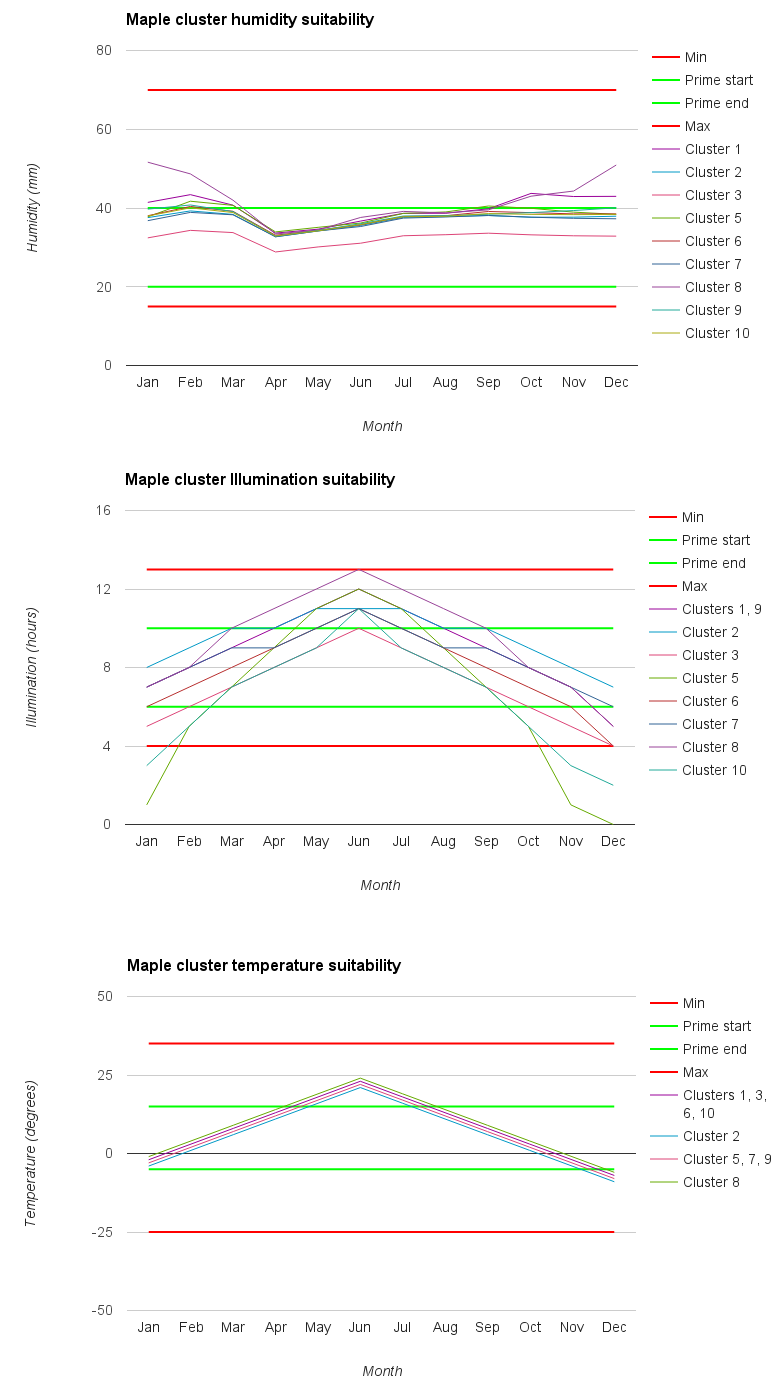 Maple cluster humidity suitability
80
60
40
20
0
Humidity (mm)
Jan Feb Mar Apr May Jun Jul Aug Sep Oct Nov Dec
Month
Min
Prime start
Prime end
Max
Cluster 1
Cluster 2
Cluster 3
Cluster 5
Cluster 6
Cluster 7
Cluster 8
Cluster 9
Cluster 10
Maple cluster Illumination suitability
16
12
8
4
0
Illumination (hours)
Jan Feb Mar Apr May Jun Jul Aug Sep Oct Nov Dec
Month
Min
Prime start
Prime end
Max
Clusters 1, 9
Cluster 2
Cluster 3
Cluster 5
Cluster 6
Cluster 7
Cluster 8
Cluster 10
Maple cluster temperature suitability
50
25
0
-25
-50
Temperature (degrees)
Jan Feb Mar Apr May Jun Jul Aug Sep Oct Nov Dec
Month
Min
Prime start
Prime end
Max
Clusters 1, 3,
6, 10
Cluster 2
Cluster 5, 7, 9
Cluster 8